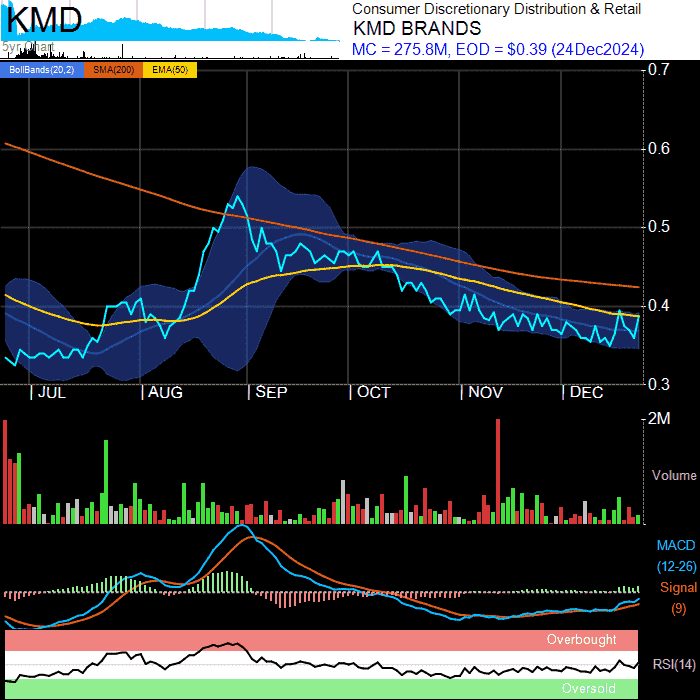 KMD
5yr Chart
Consumer Discretionary Distribution & Retail
KMD BRANDS
MC = 275.8M, EOD = $0.39 (24Dec2024)
BollBands(20,2) SMA(200) EMA(50)
0.7
0.6
0.5
0.4
0.3
| JUL | AUG | SEP | OCT | NOV | DEC
2M
Volume
MACD
(12-26)
Signal
(9)
Overbought
RSI(14)
Oversold